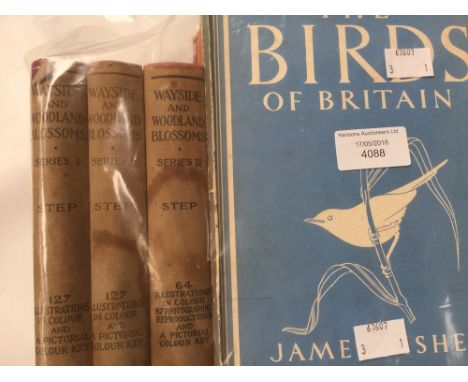 WAYSIDE
AND
WOODLAND
BLOSSOMS
SERIES I
STEP
127
ILLUSTRATIONS
IN COLOUR
AND
A PICTORIAL
COLOUR KEY
WAYSIDE
AND
WOODLAND
BLOSSOMS
SERIES
STEP
127
ILLUSTRATIONS
IN COLOUR
AND
A PICTORIAL
COLOUR KEY
WAYSIDE
AND
WOODLAND
BLOSSOMS
SERIES III
STEP
64
ILLUSTRATIONS
IN COLOUR
PHOTOGRAPHIC
REPRODUCTIONS
AND
A PICTORIAL
COLOUR KEY
THE
BIRDS
OF BRITAIN
67607
3 1
Hansons Auctioneers Ltd
17/05/2018
4088
67607
3 1
JAME SHE